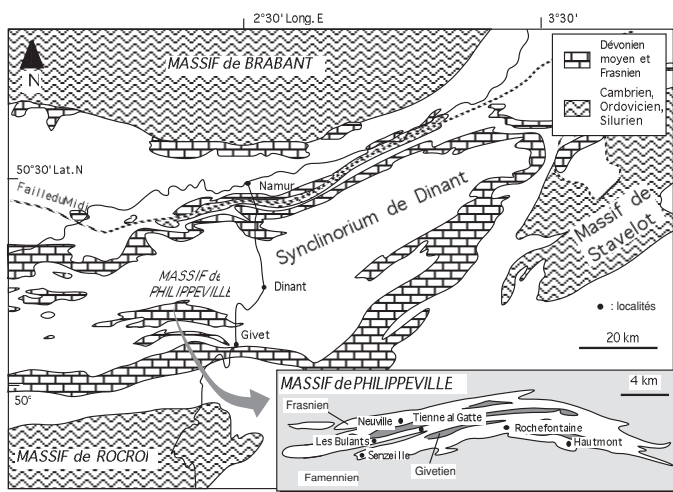 2°30' Long. E
3°30'
MASSIF de BRABANT
N
Dévonien
moyen et
Frasnien
Cambrien,
Ordovicien,
Silurien
50°30' Lat. N
Faille du Midi
Namur
Synclinorium de Dinant
Massif de
Stavelot
MASSIF de
PHILIPPEVILLE
Dinant
• : localités
Givet
20 km
50°
MASSIF de PHILIPPEVILLE
4 km
Frasnien
Neuville
Tienne al Gatte
Rochefontaine
Les Bulants
Hautmont
Senzeille
Givetien
Famennien
MASSIF de ROCROI